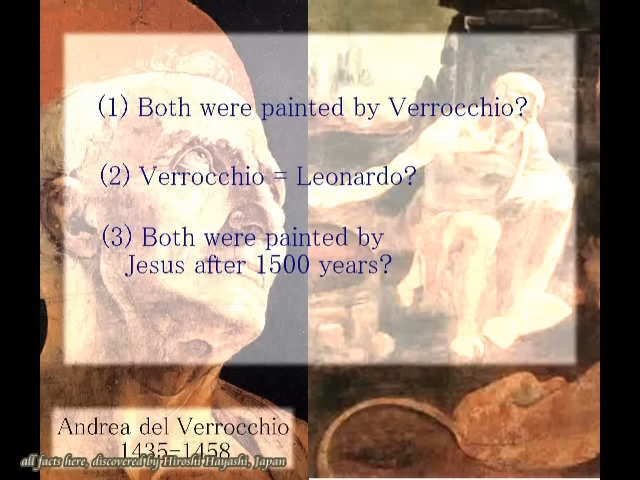 (1) Both were painted by Verrocchio?
(2) Verrocchio = Leonardo?
(3) Both were painted by
Jesus after 1500 years?
Andrea del Verrocchio
1435-1458
all facts here, discovered by Hiroshi Hayashi, Japan